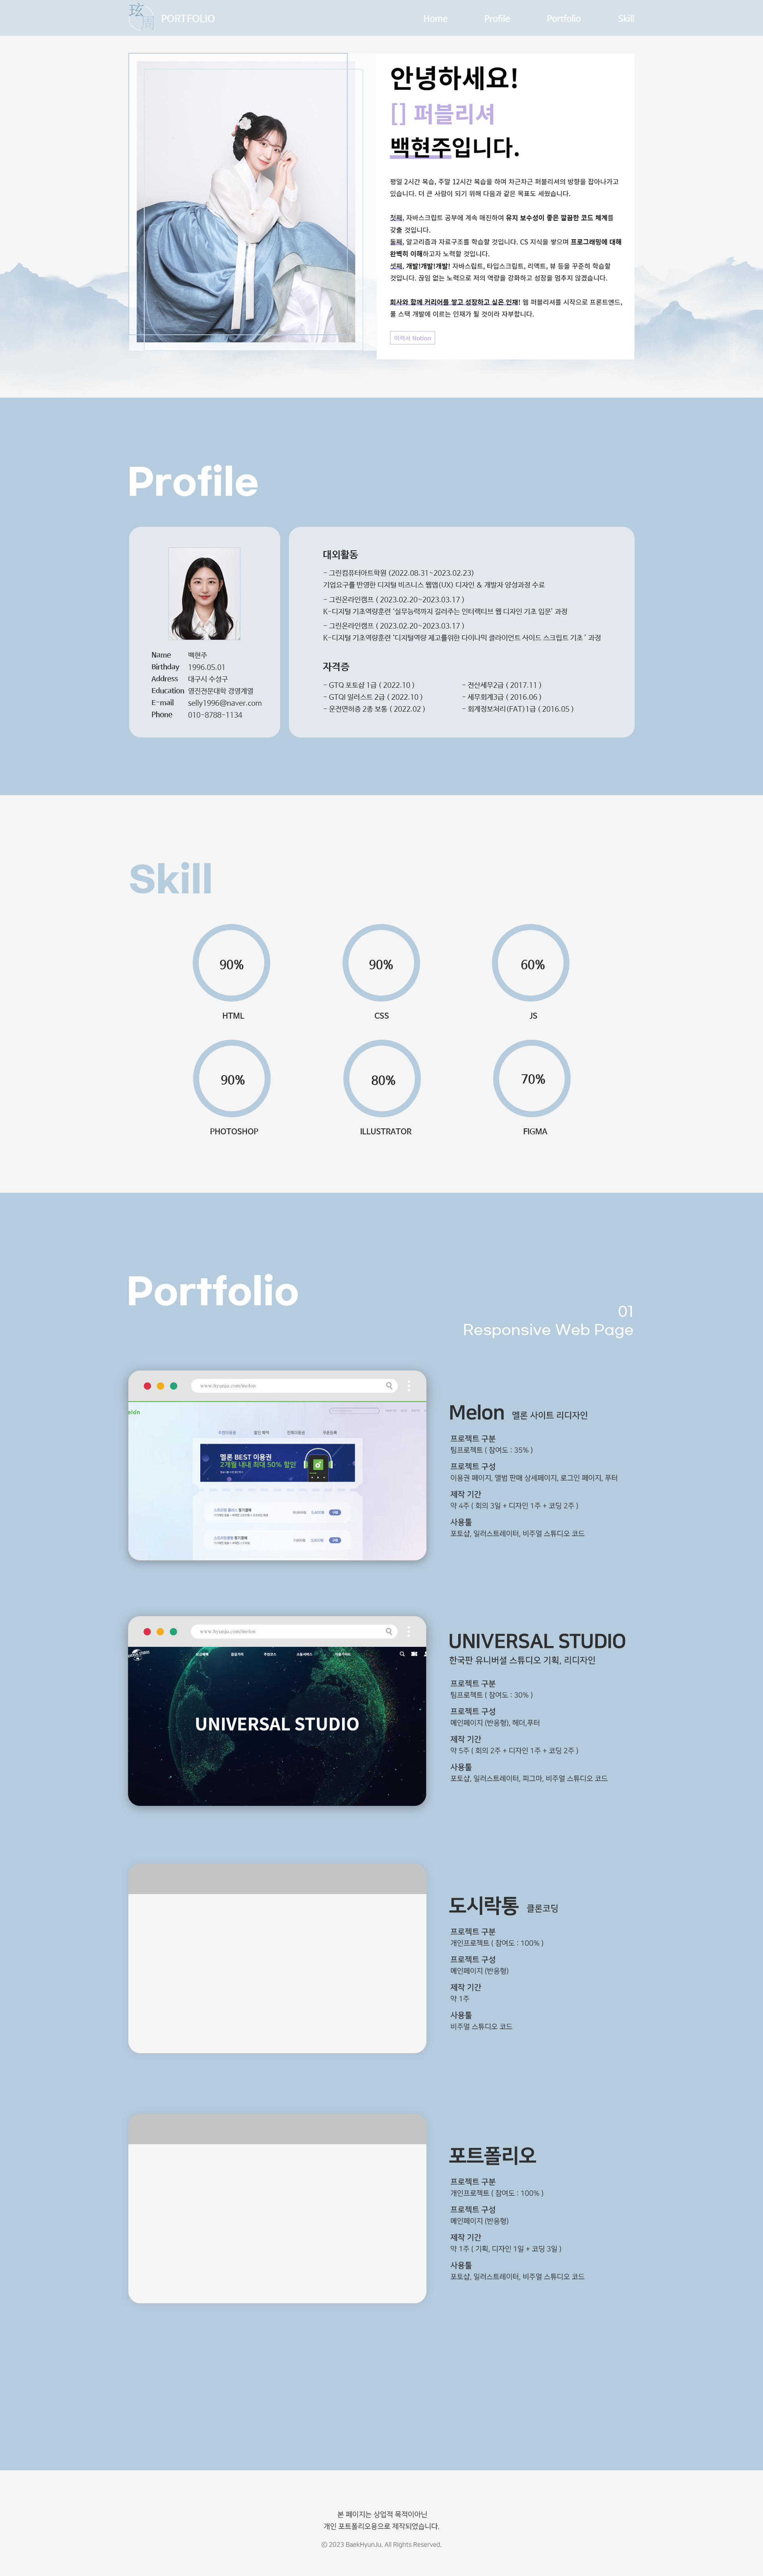 玹周 PORTFOLIO Home Profile Portfolio Skill
안녕하세요!
[] 퍼블리셔
백현주입니다.
평일 2시간 복습, 주말 12시간 복습을 하며 차근차근 퍼블리셔의 방향을 잡아나가고
있습니다. 더 큰 사람이 되기 위해 다음과 같은 목표도 세웠습니다.
첫째, 자바스크립트 공부에 계속 매진하여 유지 보수성이 좋은 깔끔한 코드 체계를
갖출 것입니다.
둘째, 알고리즘과 자료구조를 학습할 것입니다. CS 지식을 쌓으며 프로그래밍에 대해
완벽히 이해하고자 노력할 것입니다.
셋째, 개발!개발!개발! 자바스립트, 타입스크립트, 리액트, 뷰 등을 꾸준히 학습할
것입니다. 끊임 없는 노력으로 저의 역량을 강화하고 성장을 멈추지 않겠습니다.
회사와 함께 커리어를 쌓고 성장하고 싶은 인재! 웹 퍼블리셔를 시작으로 프론트엔드,
풀 스택 개발에 이르는 인재가 될 것이라 자부합니다.
이력서 Notion
Profile
Name 백현주
Birthday 1996.05.01
Address 대구시 수성구
Education 영진전문대학 경영계열
E-mail selly1996@naver.com
Phone 010-8788-1134
대외활동
- 그린컴퓨터아트학원 (2022.08.31~2023.02.23)
기업요구를 반영한 디지털 비즈니스 웹앱(UX) 디자인 & 개발자 양성과정 수료
- 그린온라인캠프 ( 2023.02.20~2023.03.17 )
K-디지털 기초역량훈련 '실무능력까지 길러주는 인터랙티브 웹 디자인 기초 입문' 과정
- 그린온라인캠프 ( 2023.02.20~2023.03.17 )
K-디지털 기초역량훈련 '디지털역량 제고를위한 다이나믹 클라이언트 사이드 스크립트 기초 ' 과정
자격증
- GTQ 포토샵 1급 ( 2022.10 ) - 전산세무2급 ( 2017.11 )
- GTQI 일러스트 2급 ( 2022.10 ) - 세무회계3급 ( 2016.06 )
- 운전면허증 2종 보통 ( 2022.02 ) - 회계정보처리(FAT)1급 ( 2016.05 )
Skill
90% 90% 60%
HTML CSS JS
90% 80% 70%
PHOTOSHOP ILLUSTRATOR FIGMA
Portfolio
01
Responsive Web Page
멜론 BEST 이용권
2개월 내내 최대 50% 할인
Melon 멜론 사이트 리디자인
프로젝트 구분
팀프로젝트 ( 참여도 : 35% )
프로젝트 구성
이용권 페이지, 앨범 판매 상세페이지, 로그인 페이지, 푸터
제작 기간
약 4주 ( 회의 3일 + 디자인 1주 + 코딩 2주 )
사용툴
포토샵, 일러스트레이터, 비주얼 스튜디오 코드
UNIVERSAL STUDIO
UNIVERSAL STUDIO
한국판 유니버셜 스튜디오 기획, 리디자인
프로젝트 구분
팀프로젝트 ( 참여도 : 30% )
프로젝트 구성
메인페이지 (반응형), 헤더,푸터
제작 기간
약 5주 ( 회의 2주 + 디자인 1주 + 코딩 2주 )
사용툴
포토샵, 일러스트레이터, 피그마, 비주얼 스튜디오 코드
도시락통 클론코딩
프로젝트 구분
개인프로젝트 ( 참여도 : 100% )
프로젝트 구성
메인페이지 (반응형)
제작 기간
약 1주
사용툴
비주얼 스튜디오 코드
포트폴리오
프로젝트 구분
개인프로젝트 ( 참여도 : 100% )
프로젝트 구성
메인페이지 (반응형)
제작 기간
약 1주 ( 기획, 디자인 1일 + 코딩 3일 )
사용툴
포토샵, 일러스트레이터, 비주얼 스튜디오 코드
본 페이지는 상업적 목적이아닌
개인 포트폴리오용으로 제작되었습니다.
ⓒ 2023 BaekHyunJu. All Rights Reserved.